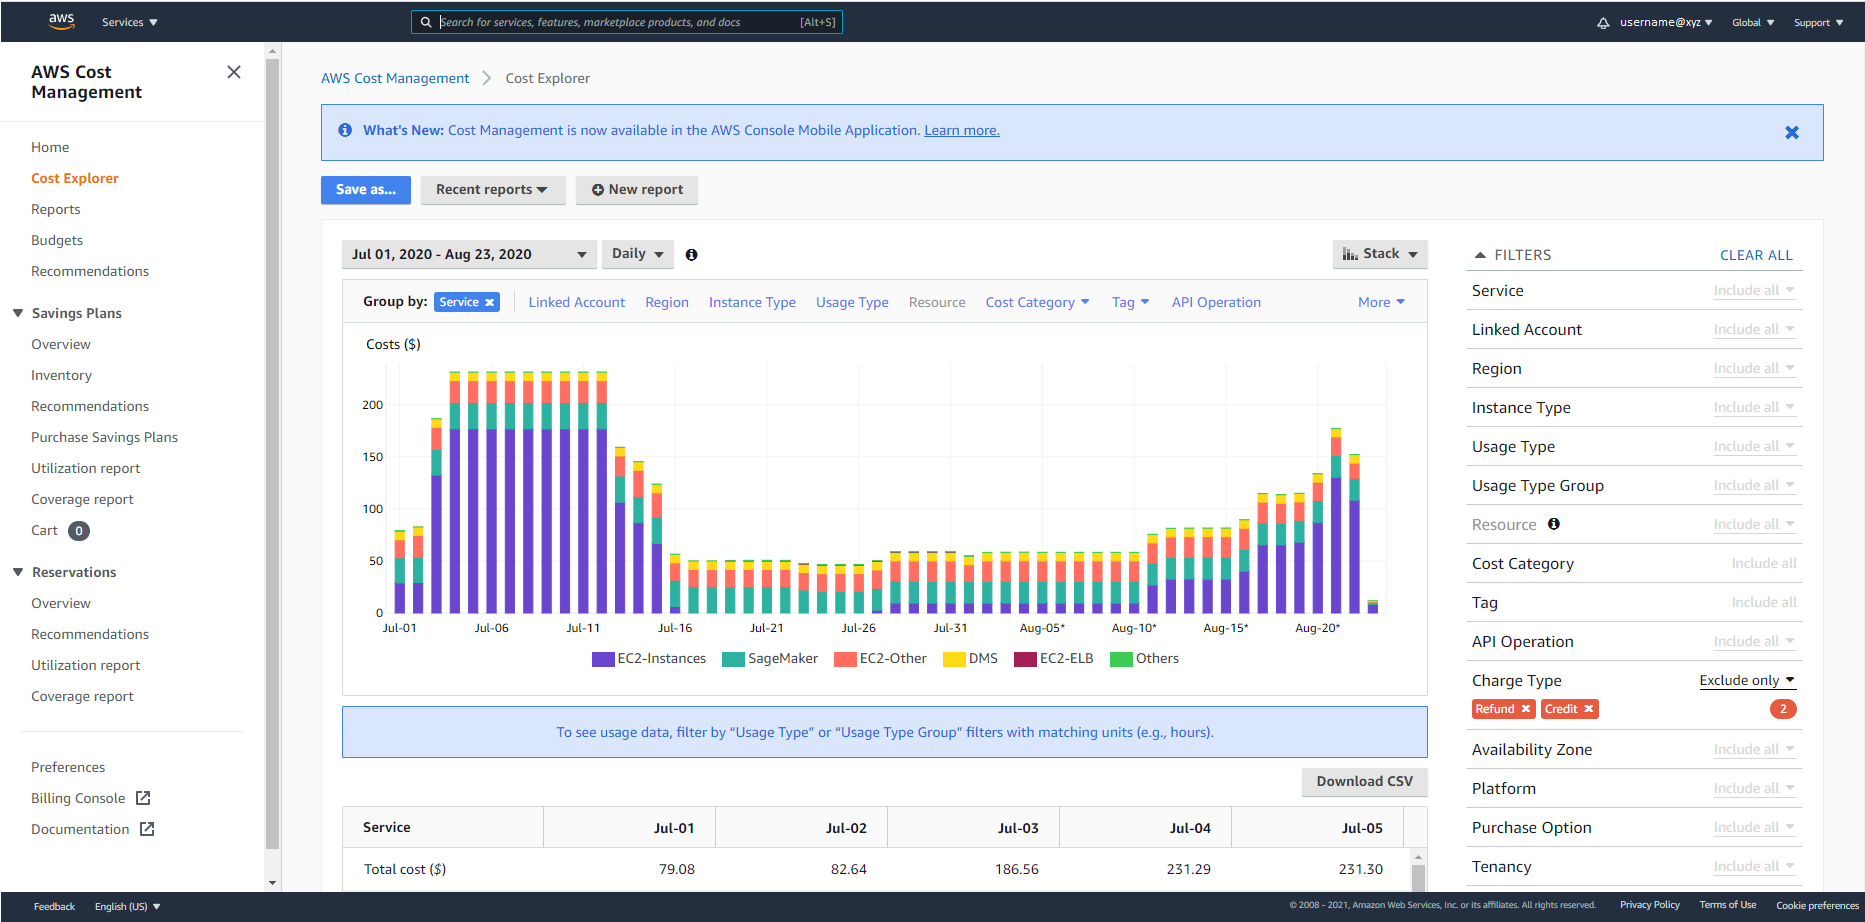 aws
Services
Search for services, features, marketplace products, and docs
[Alt+S]
username@xyz
Global
Support
AWS Cost
Management
Home
Cost Explorer
Reports
Budgets
Recommendations
Savings Plans
Overview
Inventory
Recommendations
Purchase Savings Plans
Utilization report
Coverage report
Cart 0
Reservations
Overview
Recommendations
Utilization report
Coverage report
Preferences
Billing Console
Documentation
AWS Cost Management
Cost Explorer
What's New: Cost Management is now available in the AWS Console Mobile Application. Learn more.
Save as...
Recent reports
New report
Jul 01, 2020 - Aug 23, 2020
Daily
Stack
Group by: Service
Linked Account
Region
Instance Type
Usage Type
Resource
Cost Category
Tag
API Operation
More
Costs ($)
200
150
100
50
0
Jul-01
Jul-06
Jul-11
Jul-16
Jul-21
Jul-26
Jul-31
Aug-05*
Aug-10*
Aug-15*
Aug-20*
EC2-Instances
SageMaker
EC2-Other
DMS
EC2-ELB
Others
To see usage data, filter by “Usage Type” or “Usage Type Group” filters with matching units (e.g., hours).
Download CSV
Service Jul-01 Jul-02 Jul-03 Jul-04 Jul-05
Total cost ($) 79.08 82.64 186.56 231.29 231.30
FILTERS
CLEAR ALL
Service Include all
Linked Account Include all
Region Include all
Instance Type Include all
Usage Type Include all
Usage Type Group Include all
Resource Include all
Cost Category Include all
Tag Include all
API Operation Include all
Charge Type Exclude only
Refund Credit 2
Availability Zone Include all
Platform Include all
Purchase Option Include all
Tenancy Include all
Feedback
English (US)
© 2008 - 2021, Amazon Web Services, Inc. or its affiliates. All rights reserved.
Privacy Policy
Terms of Use
Cookie preferences